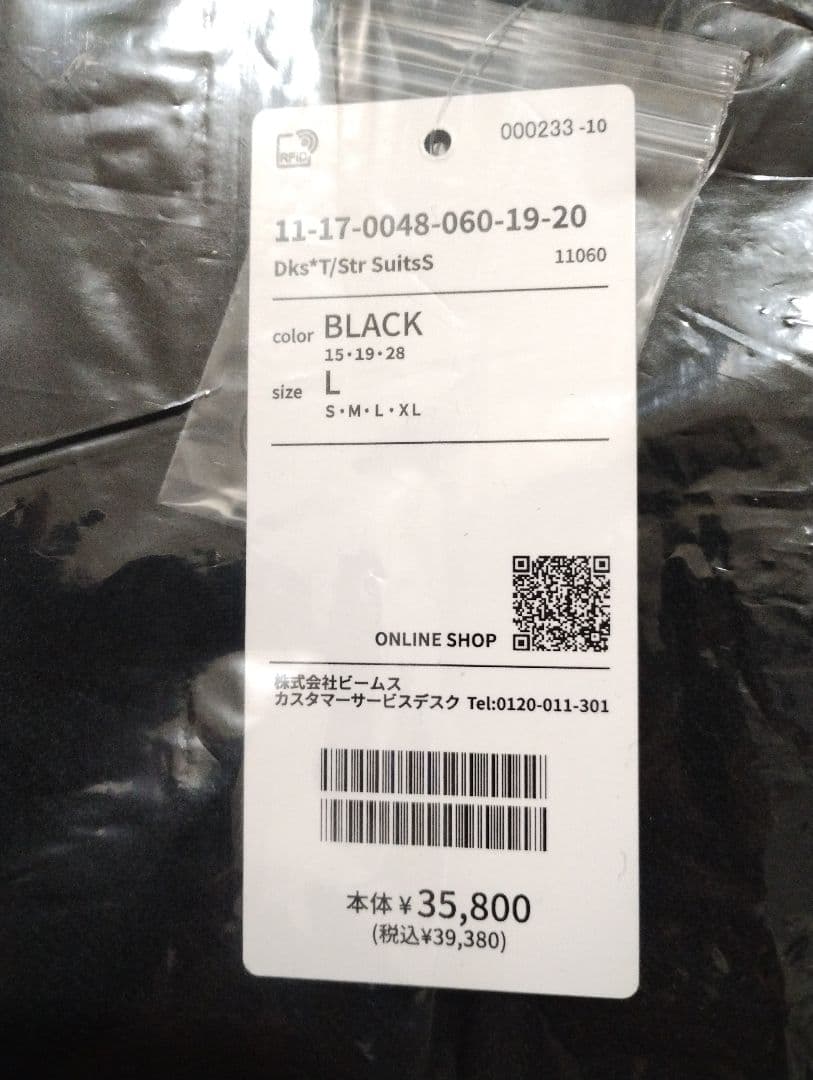 RFiD
000233 -10
11-17-0048-060-19-20
Dks*T/Str SuitsS 11060
color BLACK
15・19・28
size L
S・M・L・XL
ONLINE SHOP
株式会社ビームス
カスタマーサービスデスク Tel:0120-011-301
本体¥35,800
(税込¥39,380)